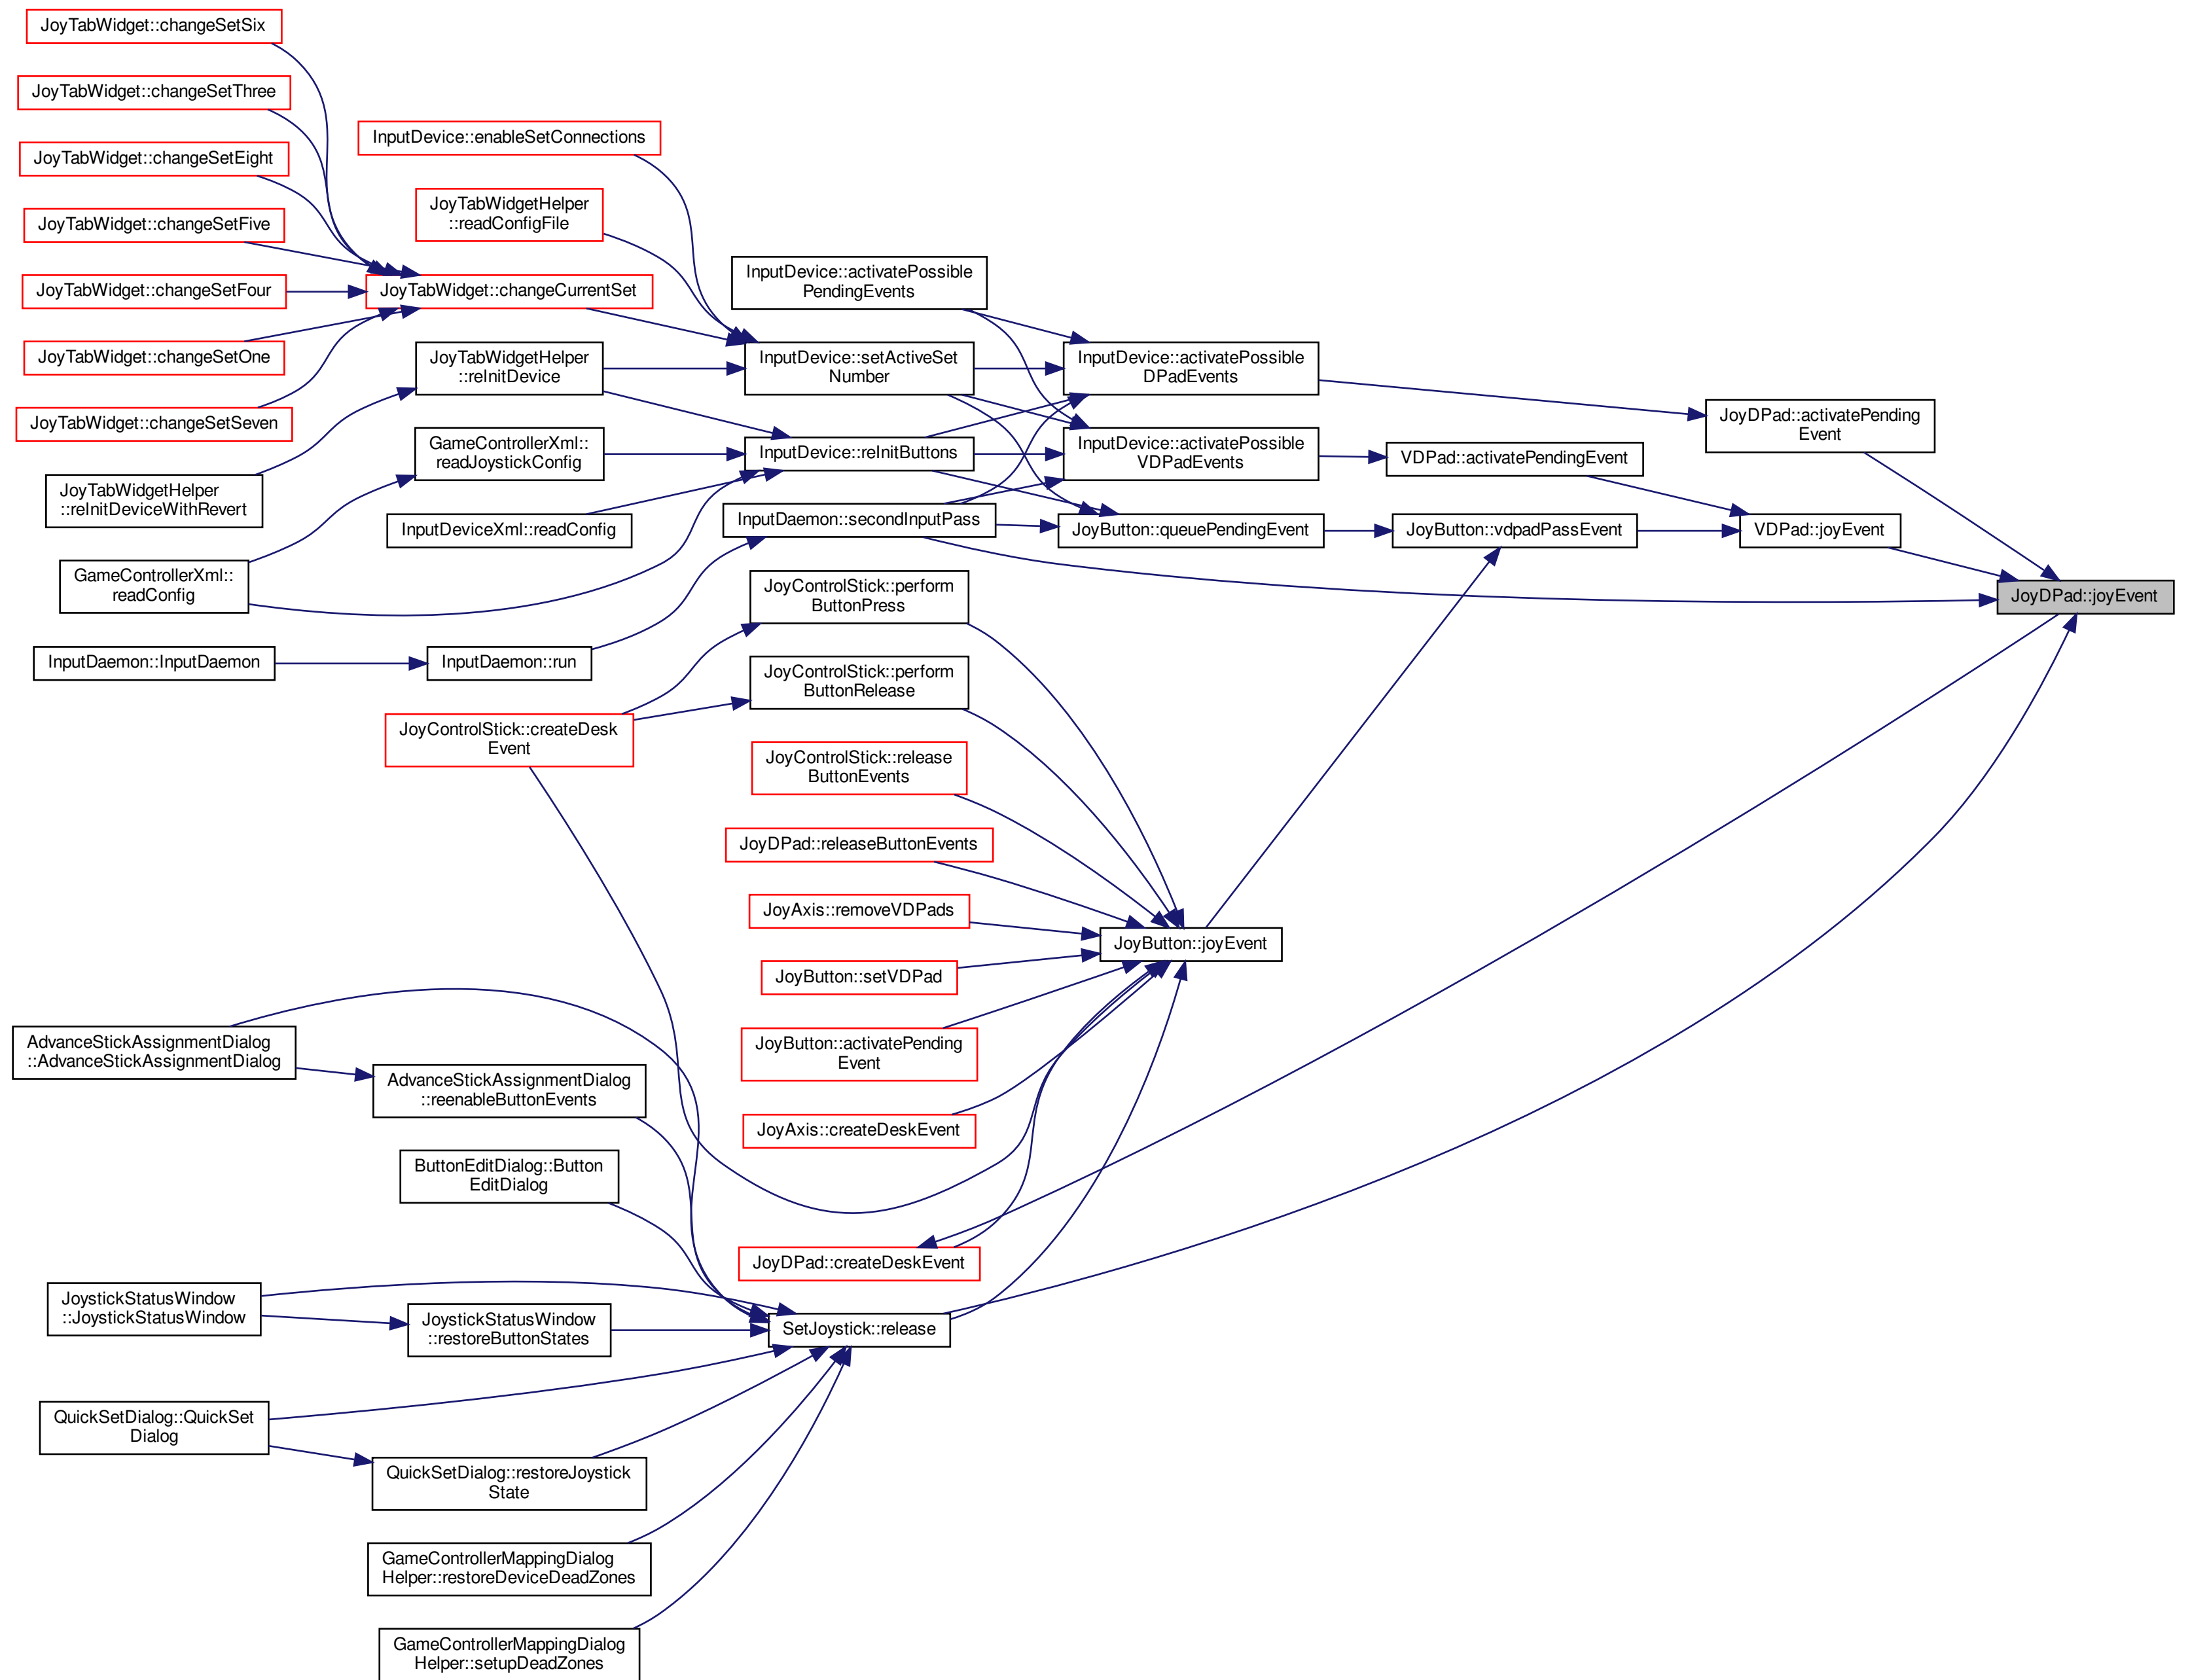 JoyTabWidget::changeSetSix
JoyTabWidget::changeSetThree
JoyTabWidget::changeSetEight
JoyTabWidget::changeSetFive
JoyTabWidget::changeSetFour
JoyTabWidget::changeSetOne
JoyTabWidget::changeSetSeven
JoyTabWidgetHelper
::reInitDeviceWithRevert
GameControllerXml::
readConfig
InputDaemon::InputDaemon
AdvanceStickAssignmentDialog
::AdvanceStickAssignmentDialog
JoystickStatusWindow
::JoystickStatusWindow
QuickSetDialog::QuickSet
Dialog
InputDevice::enableSetConnections
JoyTabWidgetHelper
::readConfigFile
JoyTabWidget::changeCurrentSet
JoyTabWidgetHelper
::reInitDevice
GameControllerXml::
readJoystickConfig
InputDeviceXml::readConfig
InputDaemon::run
JoyControlStick::createDesk
Event
AdvanceStickAssignmentDialog
::reenableButtonEvents
ButtonEditDialog::Button
EditDialog
JoystickStatusWindow
::restoreButtonStates
QuickSetDialog::restoreJoystick
State
GameControllerMappingDialog
Helper::restoreDeviceDeadZones
GameControllerMappingDialog
Helper::setupDeadZones
InputDevice::activatePossible
PendingEvents
InputDevice::setActiveSet
Number
InputDevice::reInitButtons
InputDaemon::secondInputPass
JoyControlStick::perform
ButtonPress
JoyControlStick::perform
ButtonRelease
JoyControlStick::release
ButtonEvents
JoyDPad::releaseButtonEvents
JoyAxis::removeVDPads
JoyButton::setVDPad
JoyButton::activatePending
Event
JoyAxis::createDeskEvent
JoyDPad::createDeskEvent
SetJoystick::release
InputDevice::activatePossible
DPadEvents
InputDevice::activatePossible
VDPadEvents
JoyButton::queuePendingEvent
JoyButton::joyEvent
VDPad::activatePendingEvent
JoyButton::vdpadPassEvent
JoyDPad::activatePending
Event
VDPad::joyEvent
JoyDPad::joyEvent